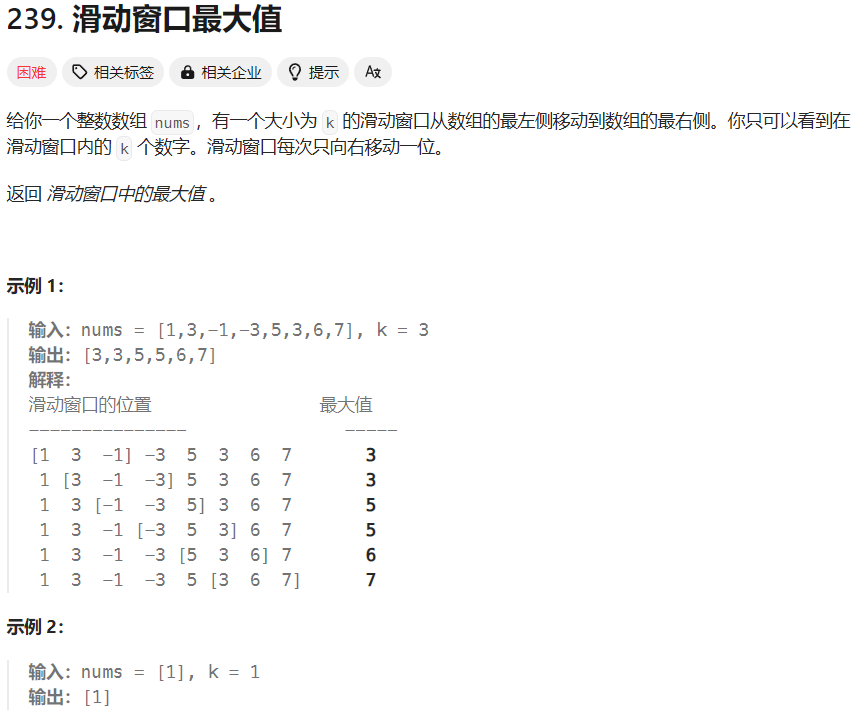 239. 滑动窗口最大值
困难 相关标签 相关企业 提示 Ax
给你一个整数数组 nums，有一个大小为 k 的滑动窗口从数组的最左侧移动到数组的最右侧。你只可以看到在
滑动窗口内的 k 个数字。滑动窗口每次只向右移动一位。
返回 滑动窗口中的最大值 。
示例 1：
输入：nums = [1,3,-1,-3,5,3,6,7], k = 3
输出：[3,3,5,5,6,7]
解释：
滑动窗口的位置 最大值
--------------- -----
[1 3 -1] -3 5 3 6 7 3
1 [3 -1 -3] 5 3 6 7 3
1 3 [-1 -3 5] 3 6 7 5
1 3 -1 [-3 5 3] 6 7 5
1 3 -1 -3 [5 3 6] 7 6
1 3 -1 -3 5 [3 6 7] 7
示例 2：
输入：nums = [1], k = 1
输出：[1]